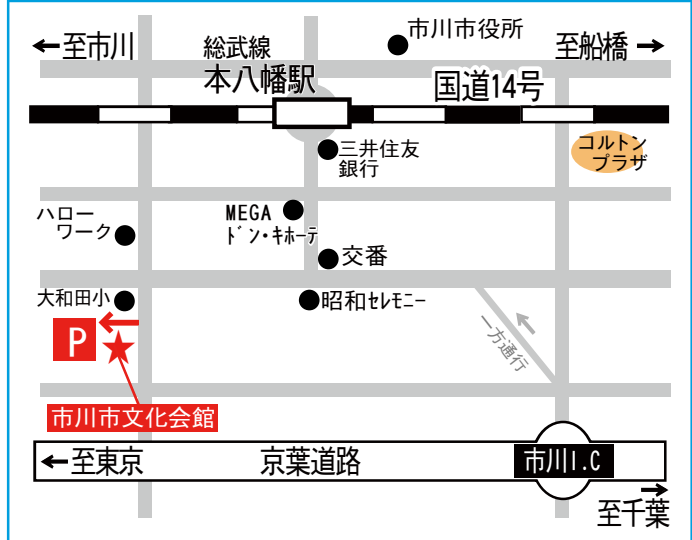 ←至市川
総武線
本八幡駅
市川市役所
国道14号
至船橋→
三井住友
銀行
コルトン
プラザ
ハロー
ワーク
MEGA
ドン・キホーテ
交番
大和田小
昭和セレモニー
P
一方通行
市川市文化会館
←至東京
京葉道路
市川I.C
→
至千葉